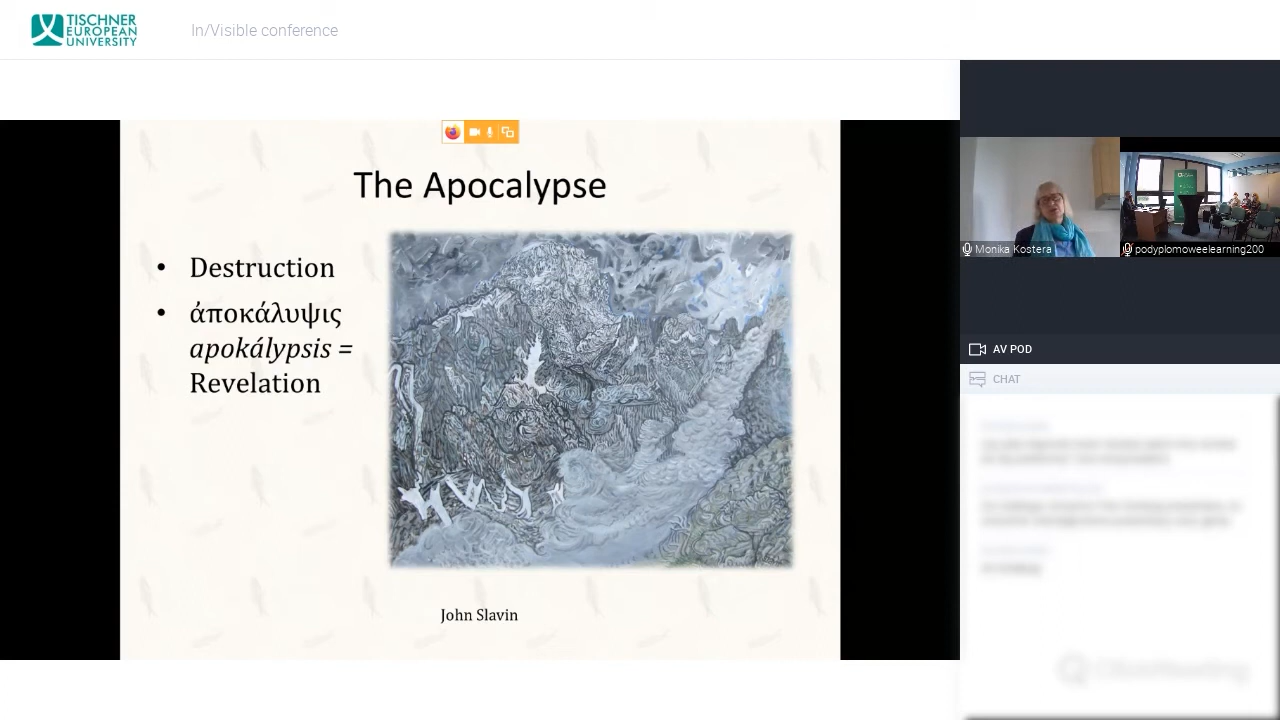 TISCHNER
EUROPEAN
UNIVERSITY
In/Visible conference
The Apocalypse
• Destruction
• ἀποκάλυψις
apokálypsis =
Revelation
John Slavin
Monika Kostera
podyplomoweelearning200
AV POD
CHAT